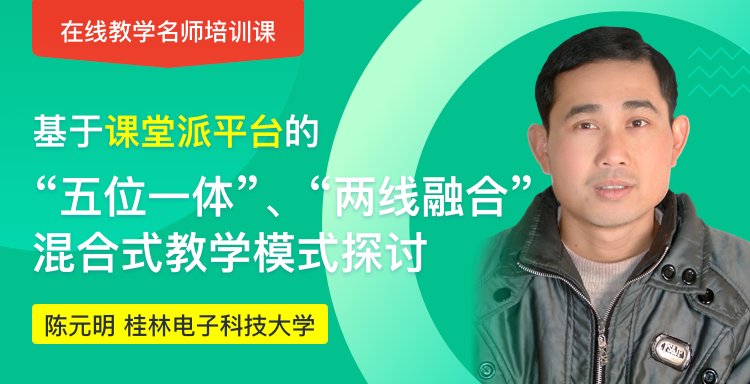 在线教学名师培训课
基于课堂派平台的
“五位一体”、“两线融合”
混合式教学模式探讨
陈元明 桂林电子科技大学